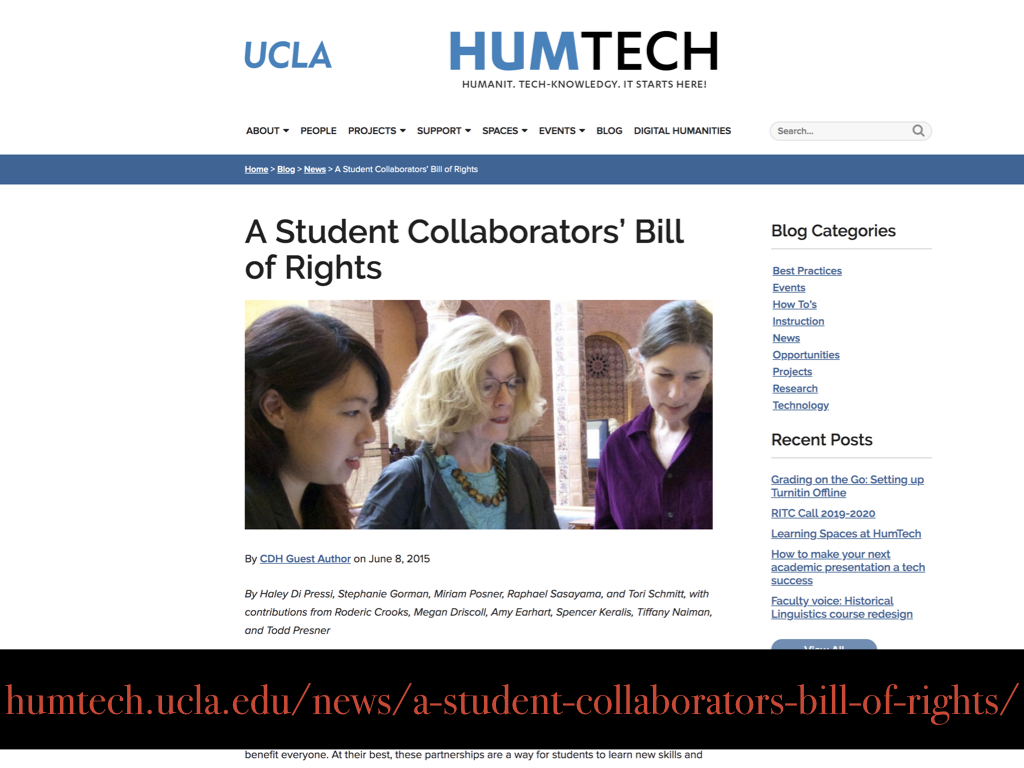 UCLA
HUMTECH
HUMANIT. TECH-KNOWLEDGY. IT STARTS HERE!
ABOUT PEOPLE PROJECTS SUPPORT SPACES EVENTS BLOG DIGITAL HUMANITIES
Search...
Home > Blog > News > A Student Collaborators’ Bill of Rights
A Student Collaborators’ Bill
of Rights
By CDH Guest Author on June 8, 2015
By Haley Di Pressi, Stephanie Gorman, Miriam Posner, Raphael Sasayama, and Tori Schmitt, with
contributions from Roderic Crooks, Megan Driscoll, Amy Earhart, Spencer Keralis, Tiffany Naiman,
and Todd Presner
Blog Categories
Best Practices
Events
How To’s
Instruction
News
Opportunities
Projects
Research
Technology
Recent Posts
Grading on the Go: Setting up
Turnitin Offline
RITC Call 2019-2020
Learning Spaces at HumTech
How to make your next
academic presentation a tech
success
Faculty voice: Historical
Linguistics course redesign
View All
humtech.ucla.edu/news/a-student-collaborators-bill-of-rights/
benefit everyone. At their best, these partnerships are a way for students to learn new skills and